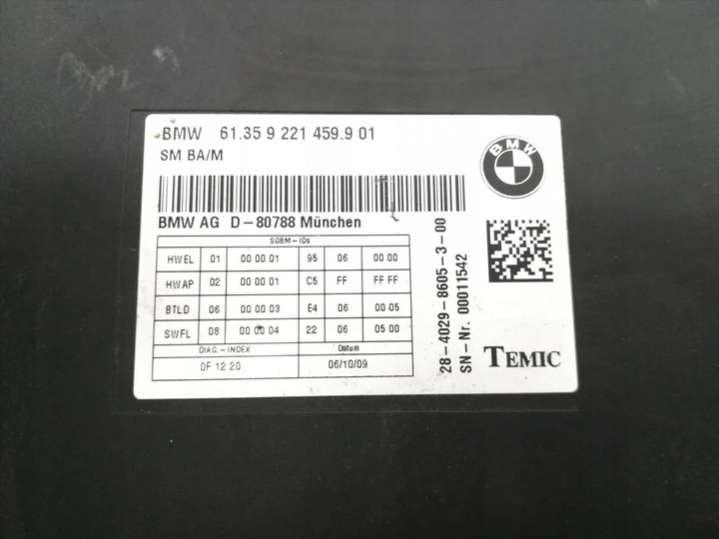 BMW 61.35 9 221 459.9 01
SM BA/M
BMW
BMW AG D-80788 München
SGBM-IDs
HWEL 01 00 00 01 95 06 00 00
HWAP 02 00 00 01 C5 FF FF FF
BTLD 06 00 00 03 E4 06 00 05
SWFL 08 00 00 04 22 06 05 00
DIAG.-INDEX Datum
0F 12 20 06/10/09
28-4029-8605-3-00
SN-Nr. 00011542
TEMIC